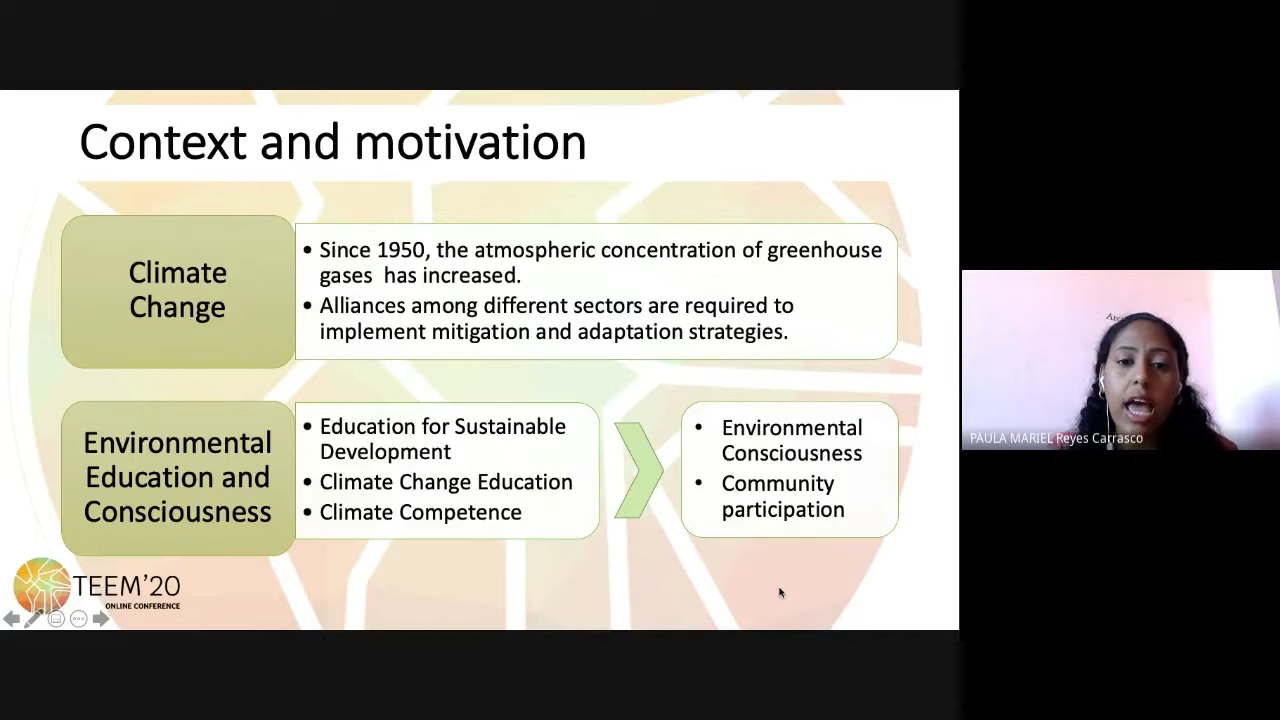 Context and motivation
Climate
Change
• Since 1950, the atmospheric concentration of greenhouse
gases has increased.
• Alliances among different sectors are required to
implement mitigation and adaptation strategies.
Environmental
Education and
Consciousness
• Education for Sustainable
Development
• Climate Change Education
• Climate Competence
• Environmental
Consciousness
• Community
participation
TEEM’20
ONLINE CONFERENCE
PAULA MARIEL Reyes Carrasco